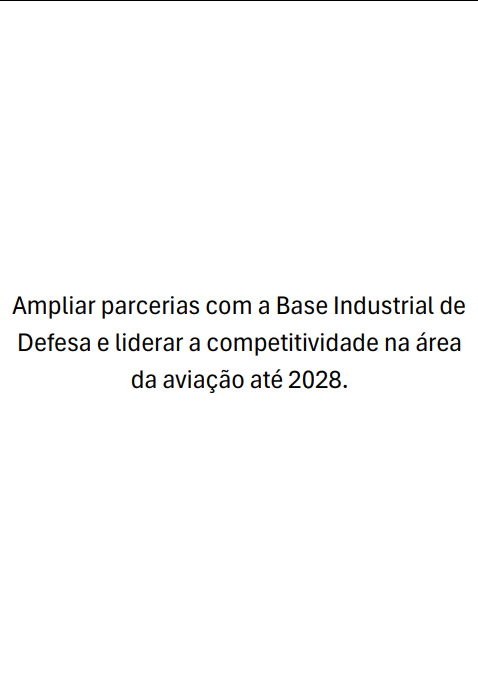 Ampliar parcerias com a Base Industrial de
Defesa e liderar a competitividade na área
da aviação até 2028.